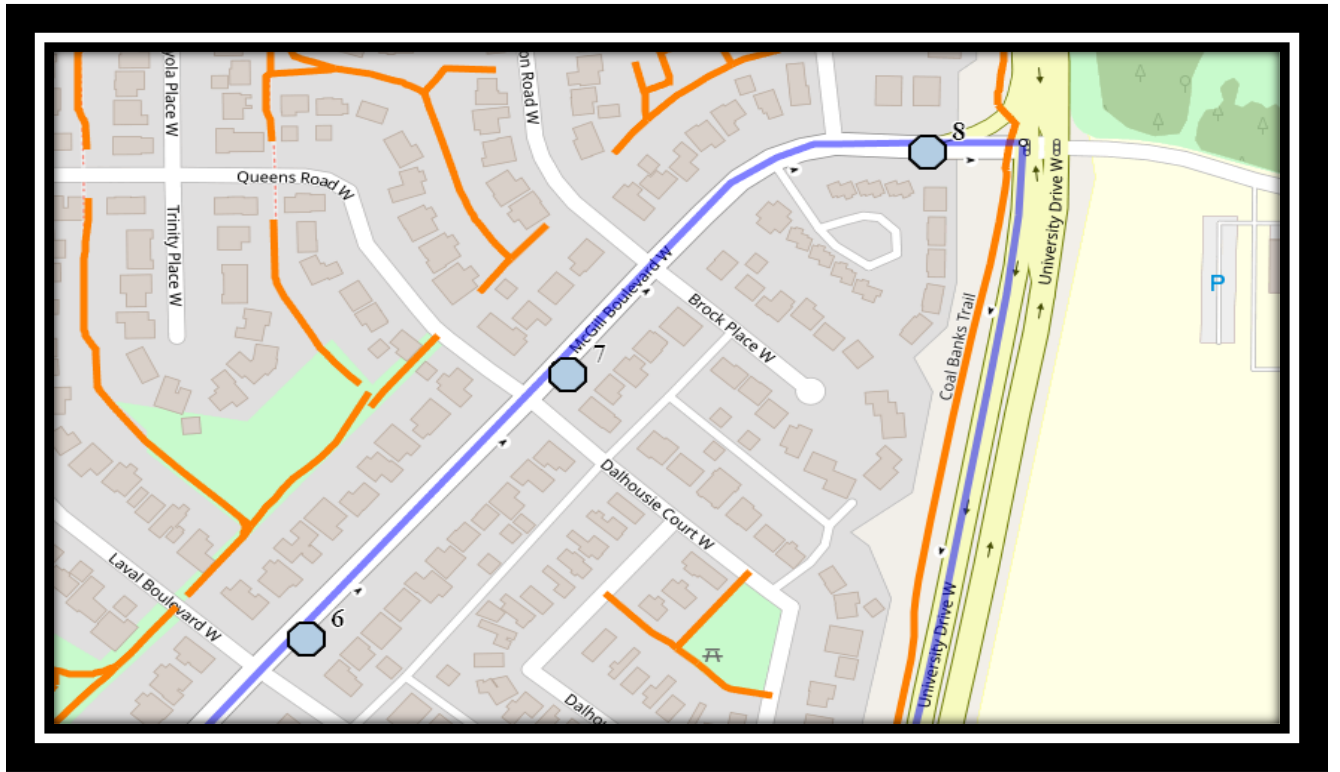 yola Place W
on Road W
8
Queens Road W
University Drive W
Trinity Place W
McGill Boulevard W
P
Brock Place W
7
Coal Banks Trail
Dalhousie Court W
Laval Boulevard W
6
University Drive W
Dalhou